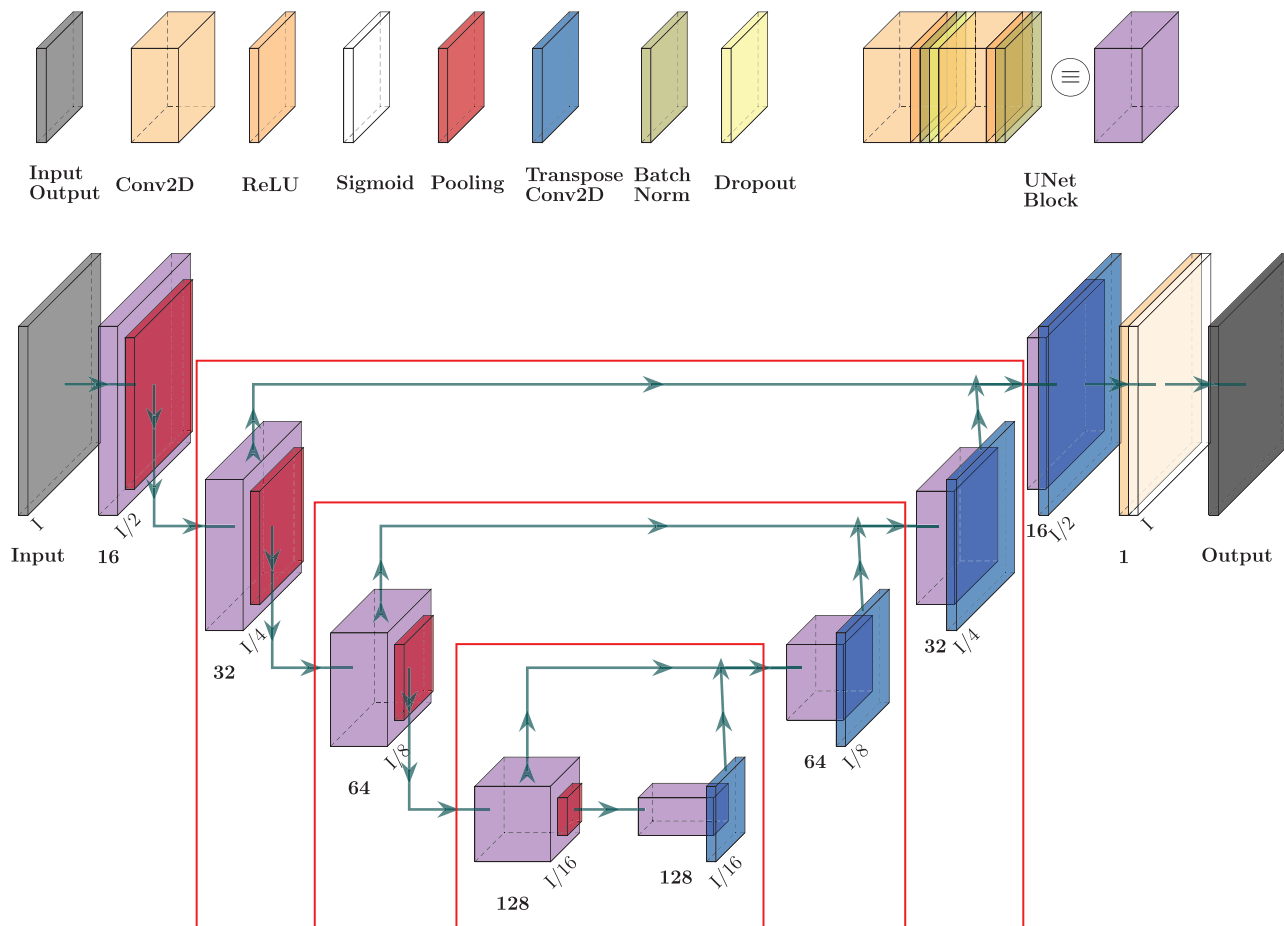 Input
Output
Conv2D
ReLU
Sigmoid
Pooling
Transpose
Conv2D
Batch
Norm
Dropout
≡
UNet
Block
I
Input
16
I/2
32
I/4
64
I/8
128
I/16
128
I/16
64
I/8
32
I/4
16
I/2
1
I
Output